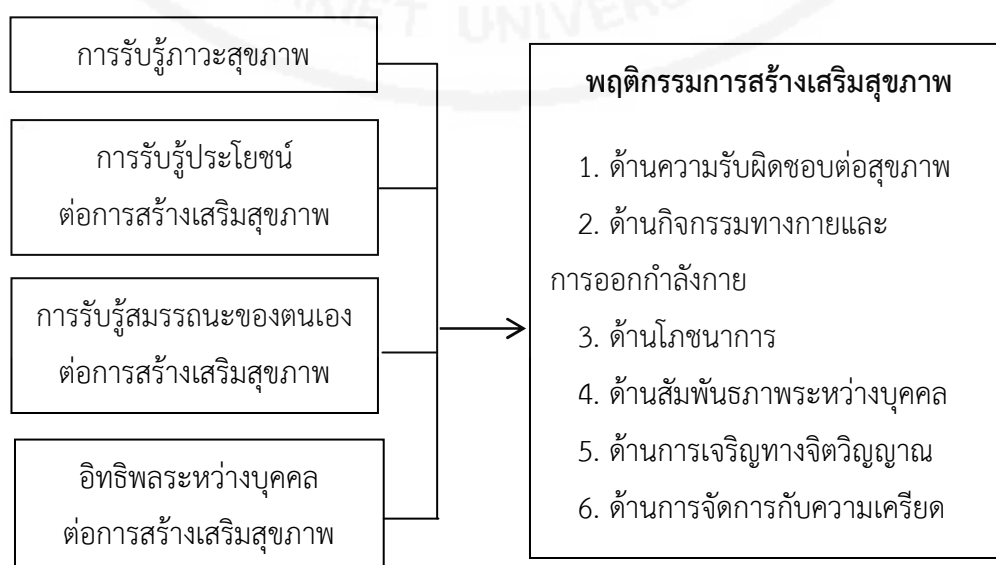 การรับรู้ภาวะสุขภาพ
การรับรู้ประโยชน์
ต่อการสร้างเสริมสุขภาพ
การรับรู้สมรรถนะของตนเอง
ต่อการสร้างเสริมสุขภาพ
อิทธิพลระหว่างบุคคล
ต่อการสร้างเสริมสุขภาพ
พฤติกรรมการสร้างเสริมสุขภาพ
1. ด้านความรับผิดชอบต่อสุขภาพ
2. ด้านกิจกรรมทางกายและ
การออกกำลังกาย
3. ด้านโภชนาการ
4. ด้านสัมพันธภาพระหว่างบุคคล
5. ด้านการเจริญทางจิตวิญญาณ
6. ด้านการจัดการกับความเครียด